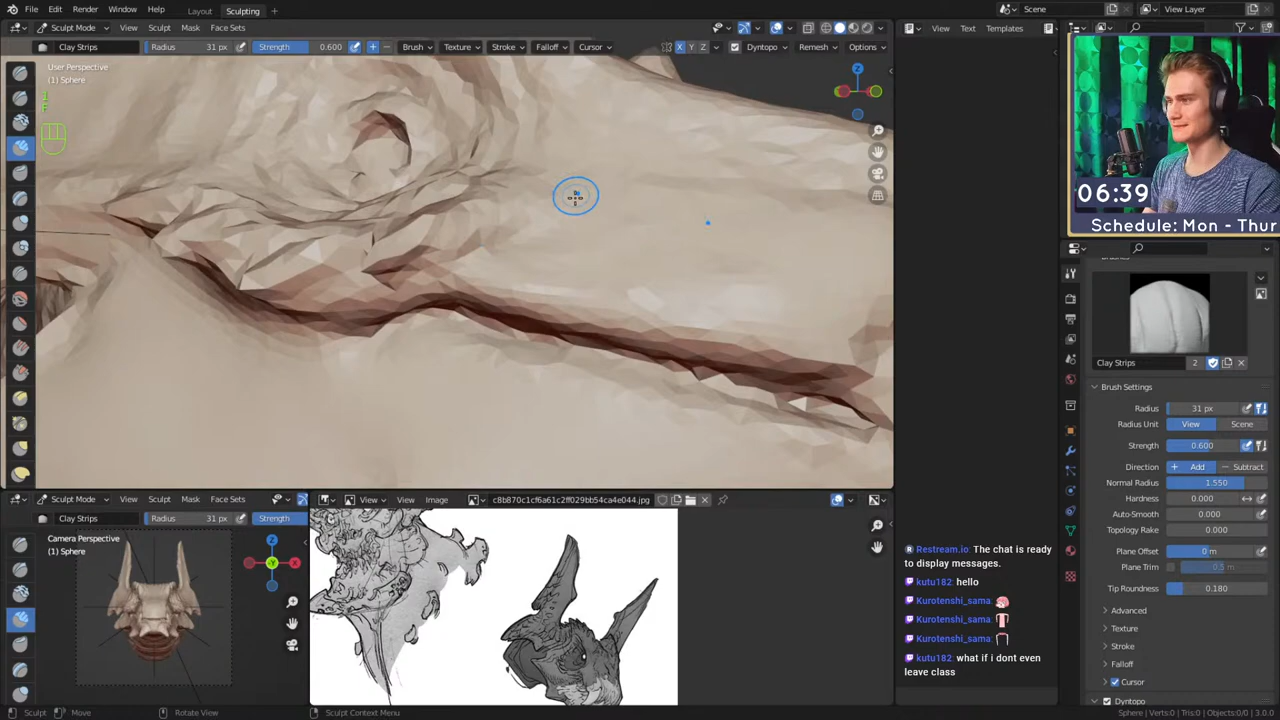 File Edit Render Window Help Layout Sculpting Scene View Layer
Sculpt Mode View Sculpt Mask Face Sets View Text Templates
Clay Strips Radius 31 px Strength 0.600 Brush Texture Stroke Falloff Cursor X Y Z Dyntopo Remesh Options
User Perspective
(1) Sphere
Z
06:39
Schedule: Mon - Thur
Clay Strips 2
Brush Settings
Radius 31 px
Radius Unit View Scene
Strength 0.600
Direction Add Subtract
Normal Radius 1.550
Hardness 0.000
Auto-Smooth 0.000
Topology Rake 0.000
Plane Offset 0 m
Plane Trim 0.5 m
Tip Roundness 0.180
Advanced
Texture
Stroke
Falloff
Cursor
Dyntopo
Sculpt Mode View Sculpt Mask Face Sets View View Image c8b870c1cf6a61c2ff029bb54ca4e044.jpg
Clay Strips Radius 31 px Strength
Camera Perspective
(1) Sphere
Z
X
Restream.io: The chat is ready
to display messages.
kutu182: hello
Kurotenshi_sama:
Kurotenshi_sama:
Kurotenshi_sama:
kutu182: what if i dont even
leave class
Sculpt Move Rotate View Sculpt Context Menu Sphere | Verts:0 | Tris:0 | Objects:0/0 | 3.0.0